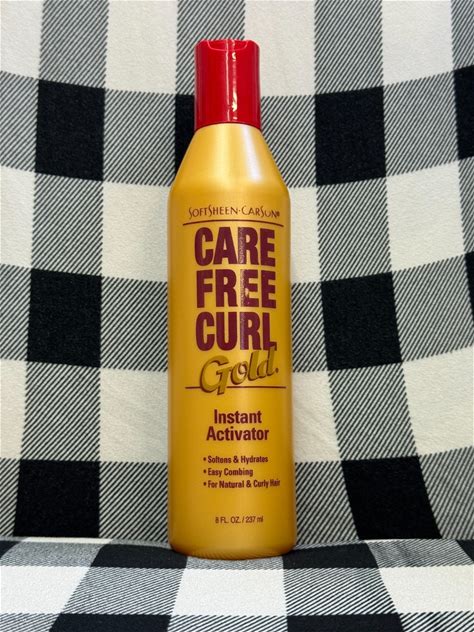 SOFTSHEEN·CARSON®
CARE
FREE
CURL
Gold®
Instant
Activator
• Softens & Hydrates
• Easy Combing
• For Natural & Curly Hair
8 FL. OZ. / 237 ml